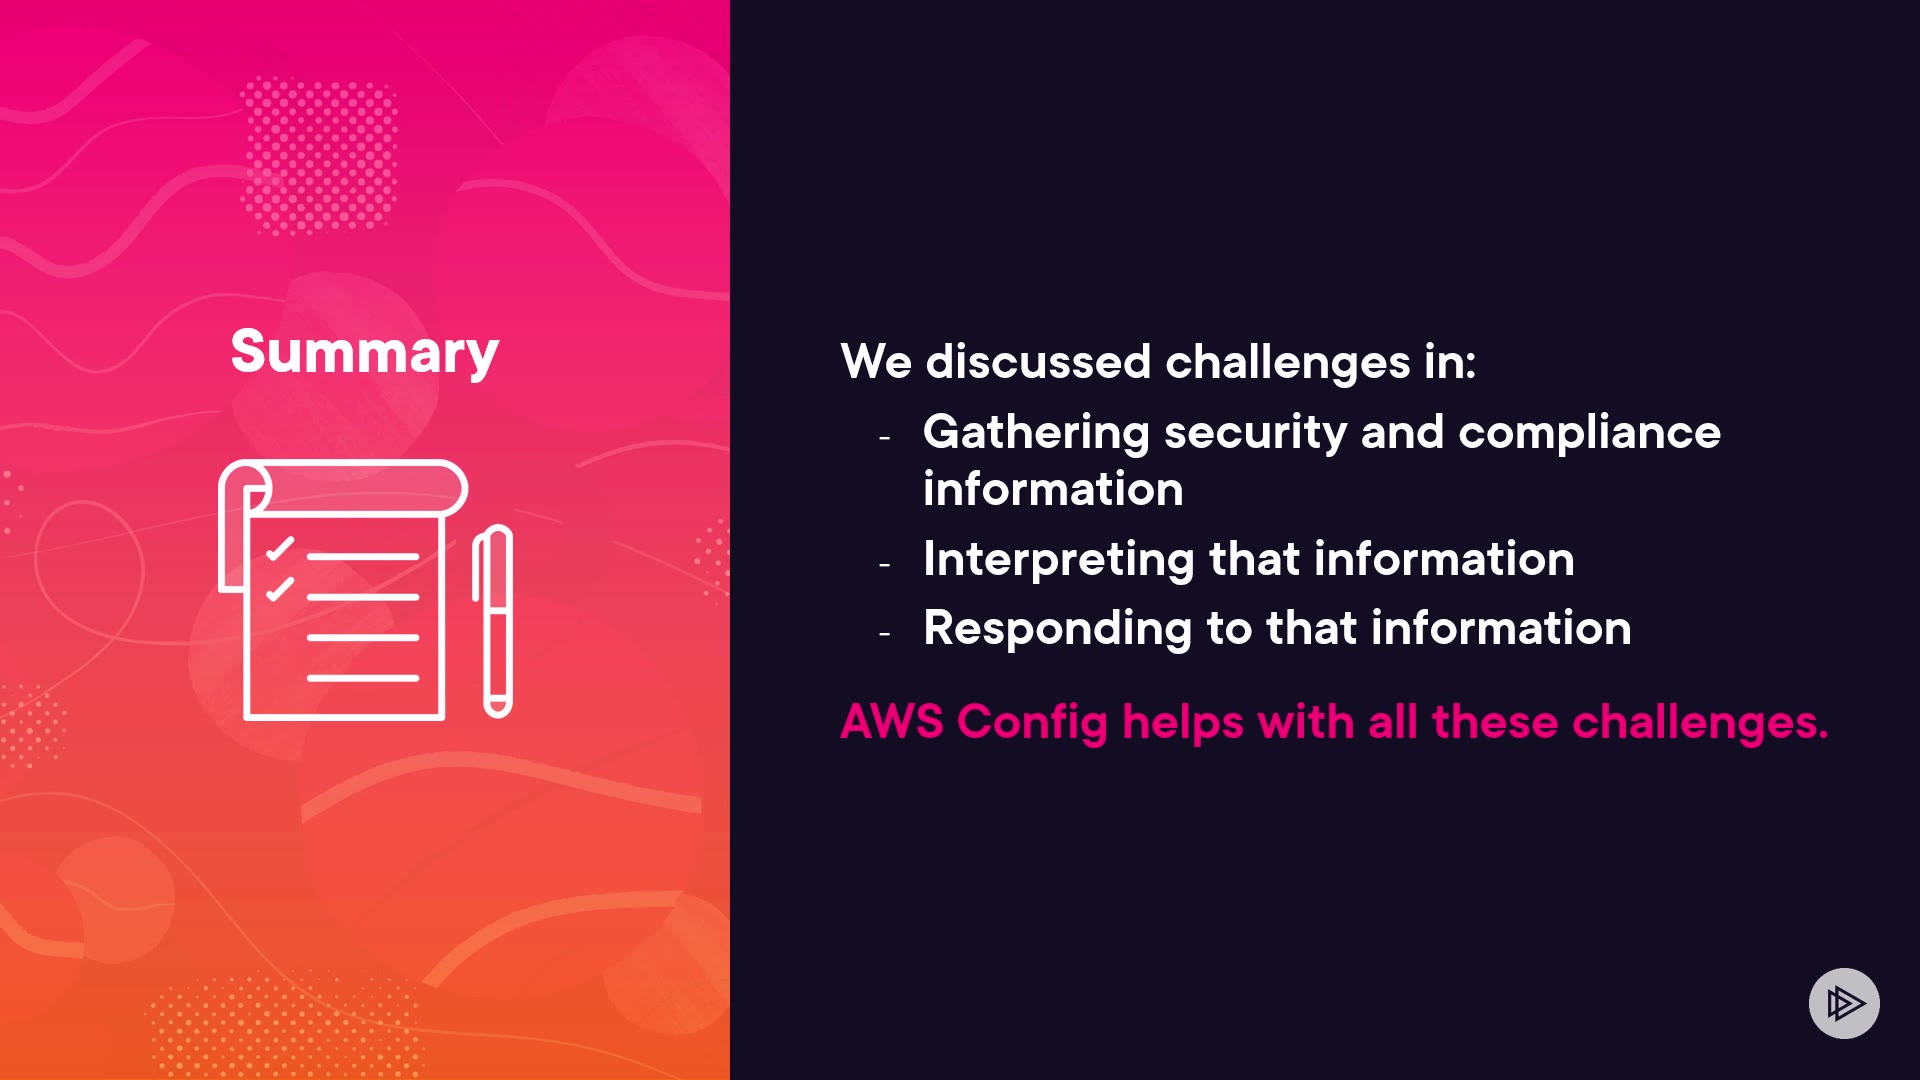 Summary
We discussed challenges in:
- Gathering security and compliance
information
- Interpreting that information
- Responding to that information
AWS Config helps with all these challenges.